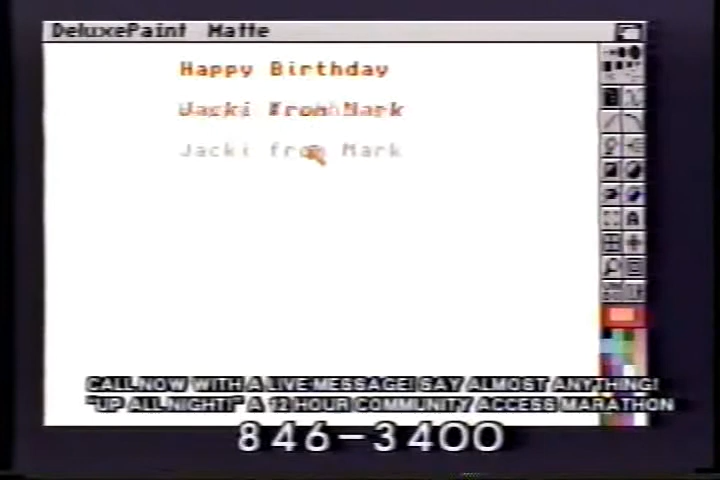 DeluxePaint Matte
Happy Birthday
Jacki from Mark
Jacki from Mark
A
CALL NOW WITH A LIVE MESSAGE! SAY ALMOST ANYTHING!
"UP ALL NIGHT!" A 12 HOUR COMMUNITY ACCESS MARATHON
846-3400